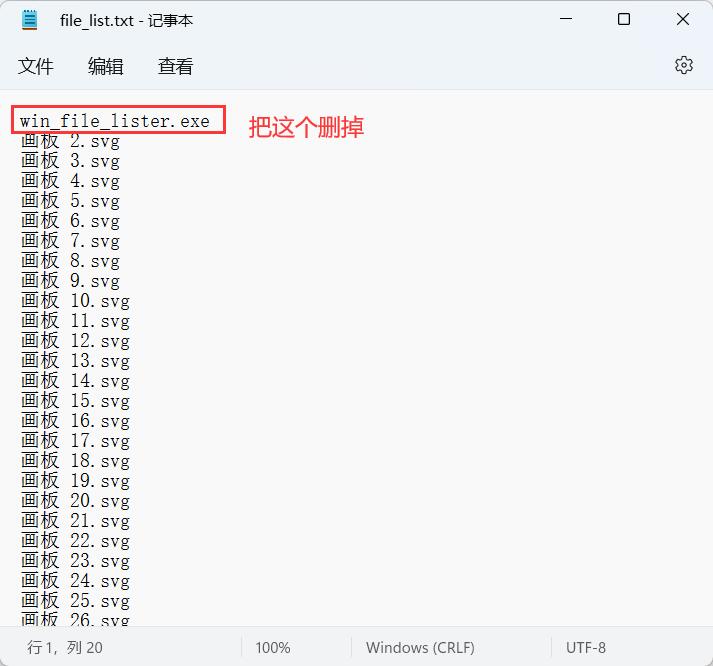 file_list.txt - 记事本
文件 编辑 查看
win_file_lister.exe 把这个删掉
画板 2.svg
画板 3.svg
画板 4.svg
画板 5.svg
画板 6.svg
画板 7.svg
画板 8.svg
画板 9.svg
画板 10.svg
画板 11.svg
画板 12.svg
画板 13.svg
画板 14.svg
画板 15.svg
画板 16.svg
画板 17.svg
画板 18.svg
画板 19.svg
画板 20.svg
画板 21.svg
画板 22.svg
画板 23.svg
画板 24.svg
画板 25.svg
画板 26.svg
行 1，列 20 100% Windows (CRLF) UTF-8